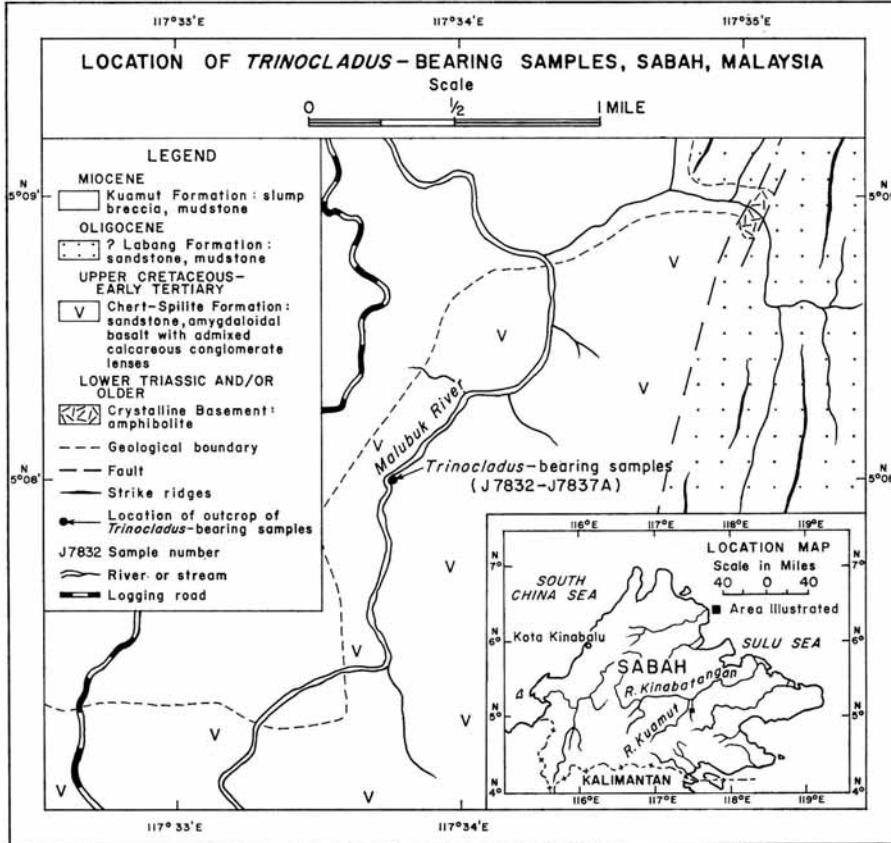 117°33'E 117°34' 117°35'E
LOCATION OF TRINOCLADUS-BEARING SAMPLES, SABAH, MALAYSIA
Scale
0 1/2 1 MILE
N
5°09'
N
5°09'
LEGEND
MIOCENE
Kuamut Formation: slump
breccia, mudstone
OLIGOCENE
? Labang Formation:
sandstone, mudstone
UPPER CRETACEOUS-
EARLY TERTIARY
V
Chert-Spilite Formation:
sandstone, amygdaloidal
basalt with admixed
calcareous conglomerate
lenses
LOWER TRIASSIC AND/OR
OLDER
Crystalline Basement:
amphibolite
Geological boundary
Fault
Strike ridges
Location of outcrop of
Trinocladus-bearing samples
J7832 Sample number
River or stream
Logging road
V
V
V
V
Malubuk River
N
5°08'
N
5°08'
Trinocladus-bearing samples
(J7832-J7837A)
V
V
V
V
V
V
116°E 117°E 118°E 119°E
LOCATION MAP
Scale in Miles
40 0 40
Area Illustrated
N
7°
N
7°
SOUTH
CHINA SEA
N
6°
N
6°
Kota Kinabalu
SULU SEA
SABAH
R. Kinabatangan
R. Kuamut
N
5°
N
5°
KALIMANTAN
N
4°
N
4°
116°E 117°E 118°E 119°E
117°33'E 117°34' 117°35'E